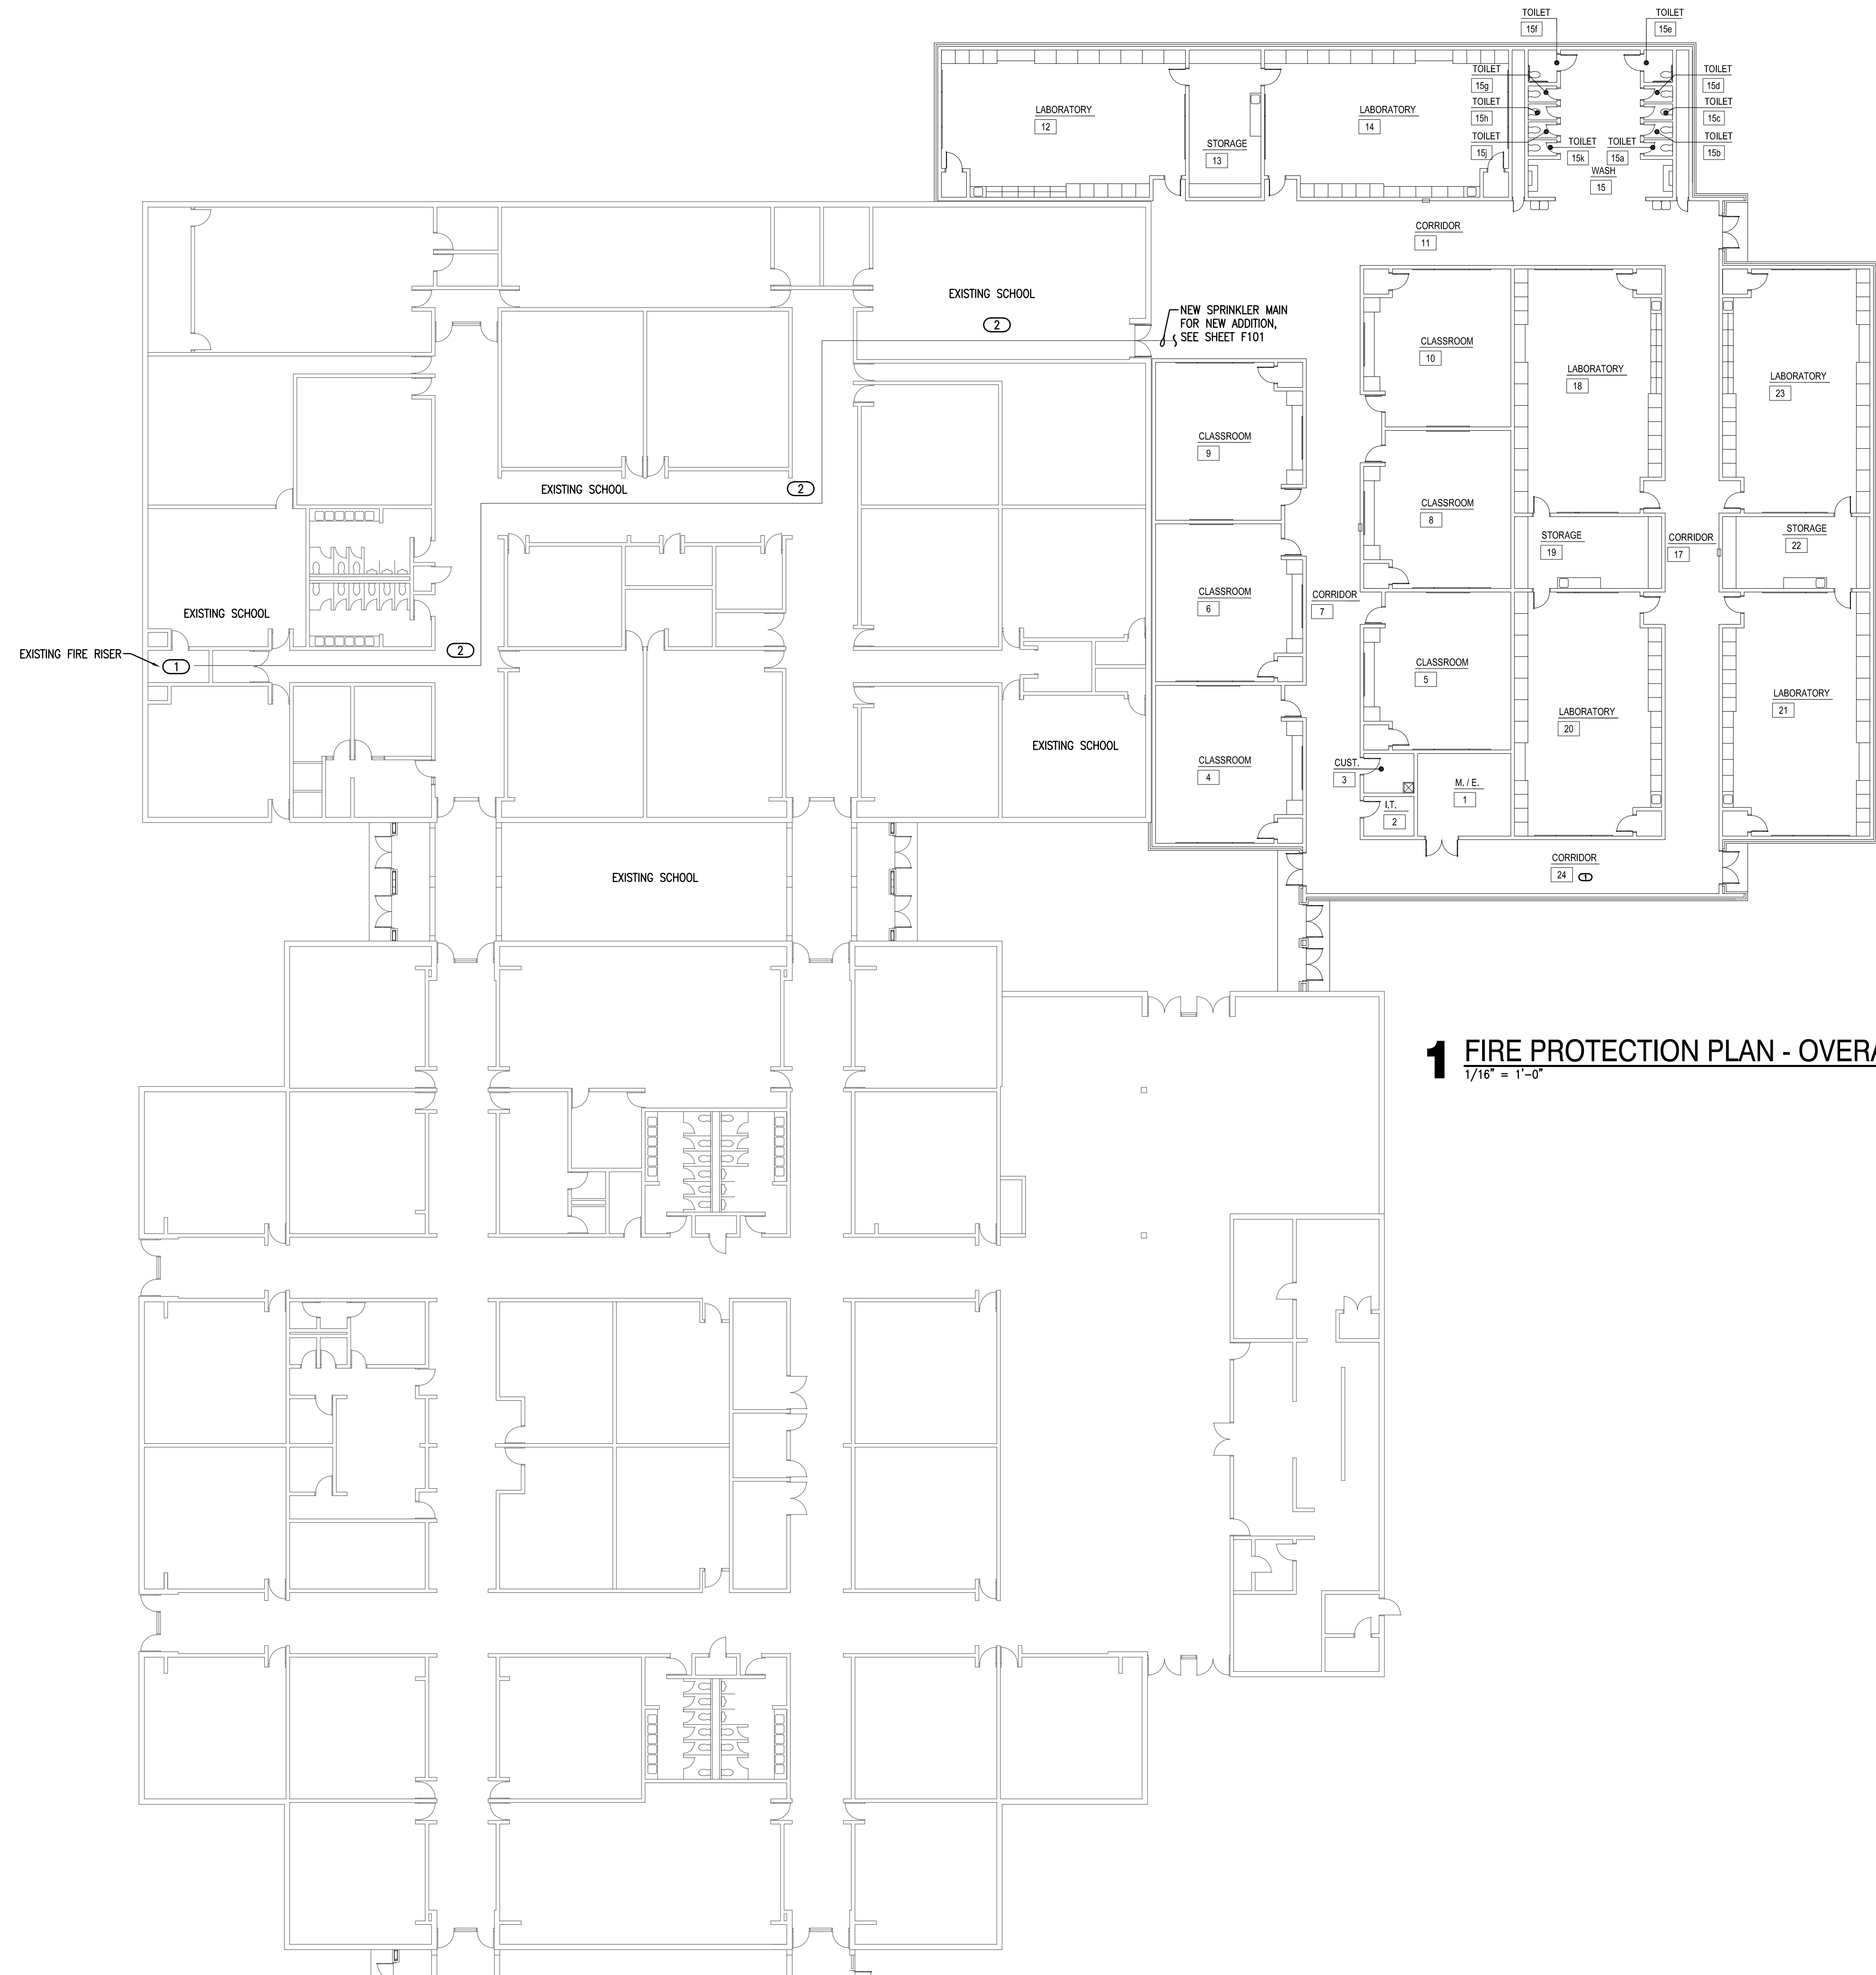 TOILET
15f
TOILET
15e
TOILET
15g
TOILET
15d
TOILET
15h
TOILET
15c
TOILET
15j
TOILET
15k
TOILET
15a
TOILET
15b
WASH
15
LABORATORY
12
STORAGE
13
LABORATORY
14
CORRIDOR
11
EXISTING SCHOOL
2
NEW SPRINKLER MAIN
FOR NEW ADDITION,
SEE SHEET F101
CLASSROOM
10
LABORATORY
18
LABORATORY
23
CLASSROOM
9
EXISTING SCHOOL
2
CLASSROOM
8
STORAGE
19
CORRIDOR
17
STORAGE
22
EXISTING SCHOOL
CLASSROOM
6
CORRIDOR
7
EXISTING FIRE RISER
1
2
CLASSROOM
5
LABORATORY
20
LABORATORY
21
EXISTING SCHOOL
CLASSROOM
4
CUST.
3
M. / E.
1
I.T.
2
EXISTING SCHOOL
CORRIDOR
24
1
1 FIRE PROTECTION PLAN - OVERA
1/16" = 1'-0"